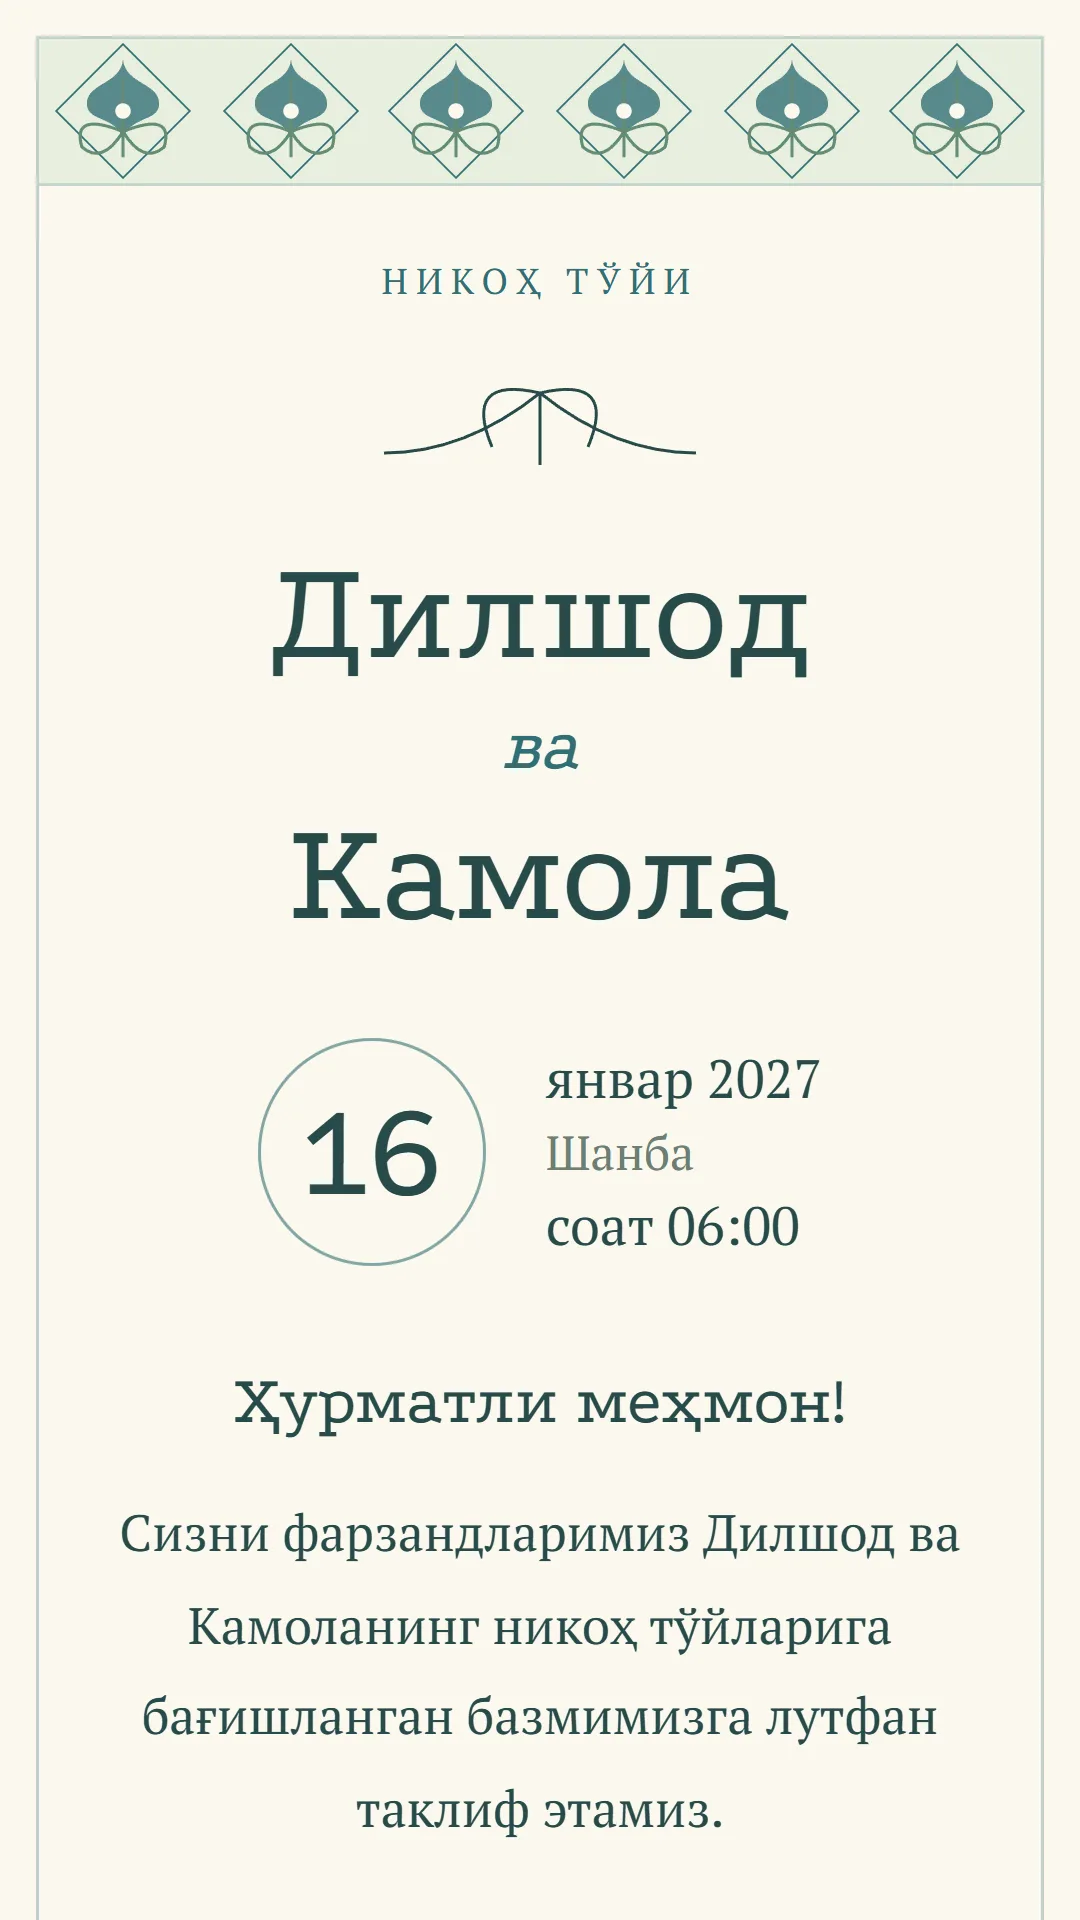 НИКОҲ ТЎЙИ
Дилшод
ва
Камола
16
январ 2027
Шанба
соат 06:00
Ҳурматли меҳмон!
Сизни фарзандларимиз Дилшод ва
Камоланинг никоҳ тўйларига
бағишланган базмимизга лутфан
таклиф этамиз.